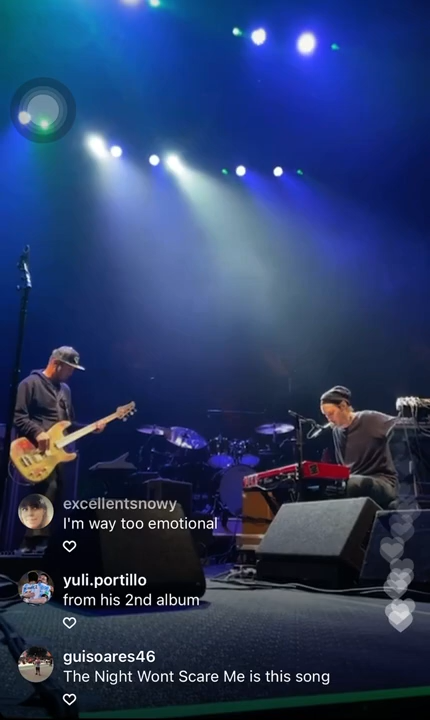 excellentsnowy
I'm way too emotional
yuli.portillo
from his 2nd album
guisoares46
The Night Wont Scare Me is this song